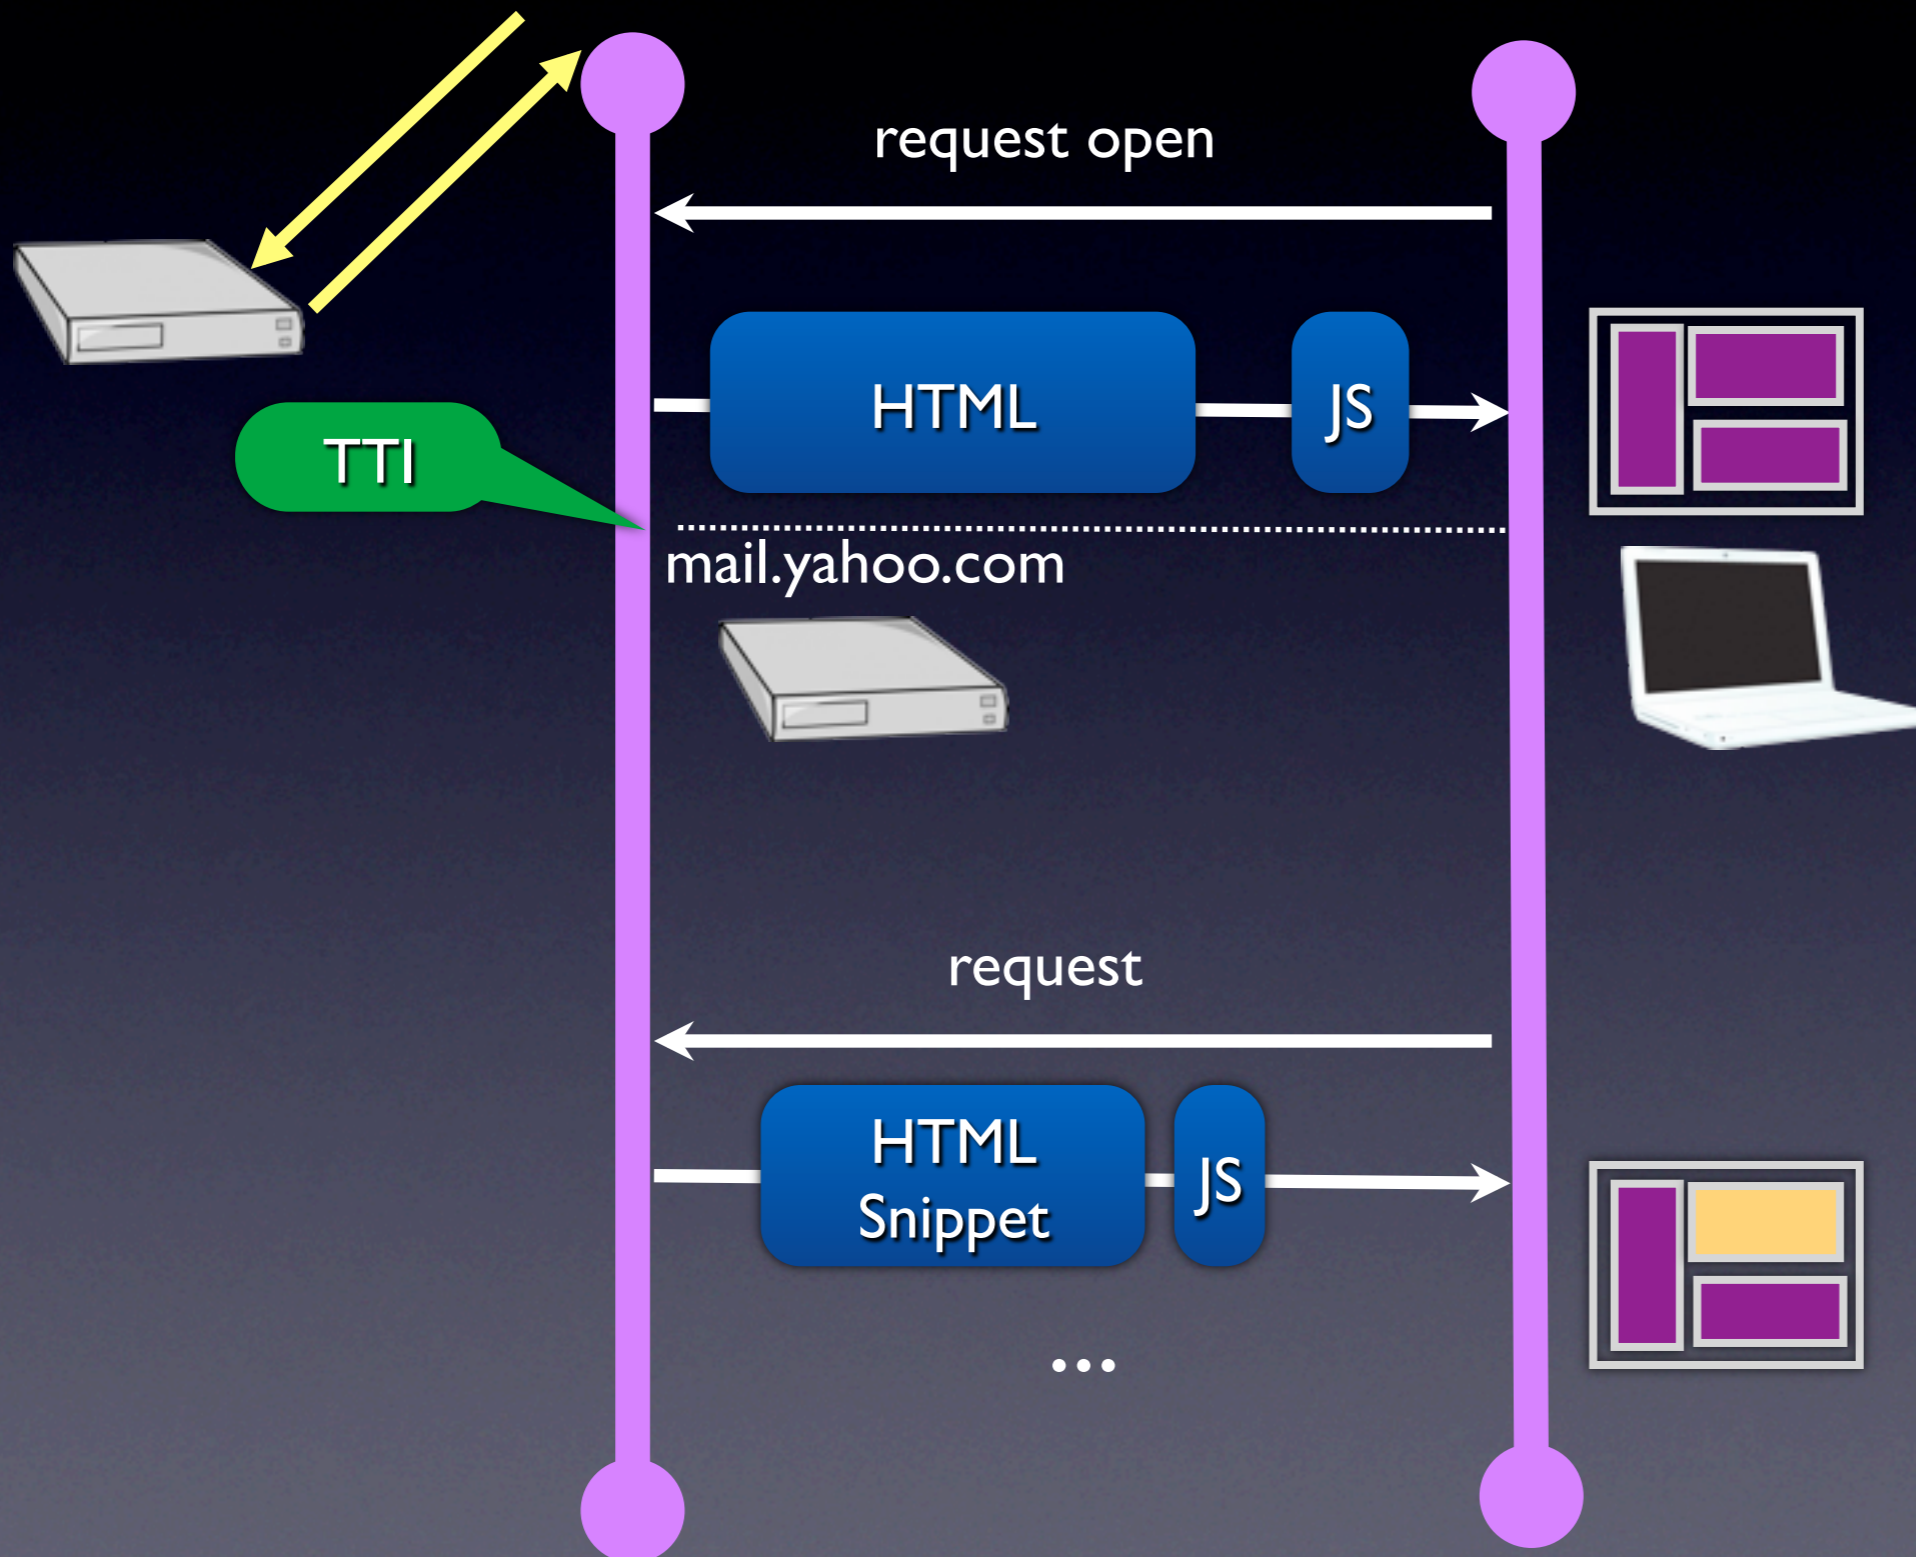 request open
HTML
JS
TTI
mail.yahoo.com
request
HTML
Snippet
JS
...